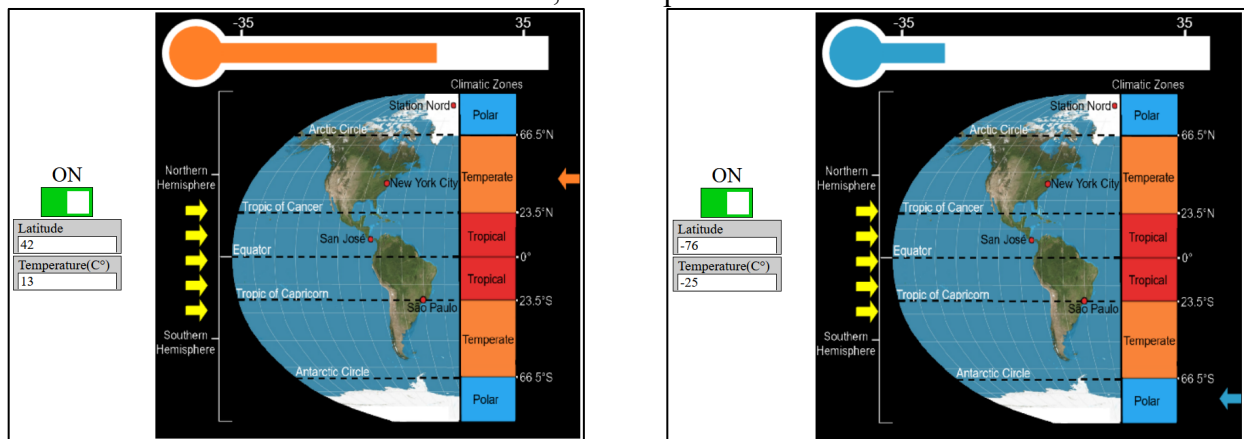 -35 35
Climatic Zones
Station Nord
Polar
Arctic Circle
66.5°N
Northern
Hemisphere
ON
New York City
Temperate
Tropic of Cancer
23.5°N
Latitude
42
San José
Tropical
Equator
0°
Temperature(C°)
13
Tropical
Tropic of Capricorn
23.5°S
São Paulo
Southern
Hemisphere
Temperate
Antarctic Circle
66 5°S
Polar
-35 35
Climatic Zones
Station Nord
Polar
Arctic Circle
66.5°N
Northern
Hemisphere
ON
New York City
Temperate
Tropic of Cancer
23.5°N
Latitude
-76
San José
Tropical
Equator
0°
Temperature(C°)
-25
Tropical
Tropic of Capricorn
23.5°S
São Paulo
Southern
Hemisphere
Temperate
Antarctic Circle
66 5°S
Polar